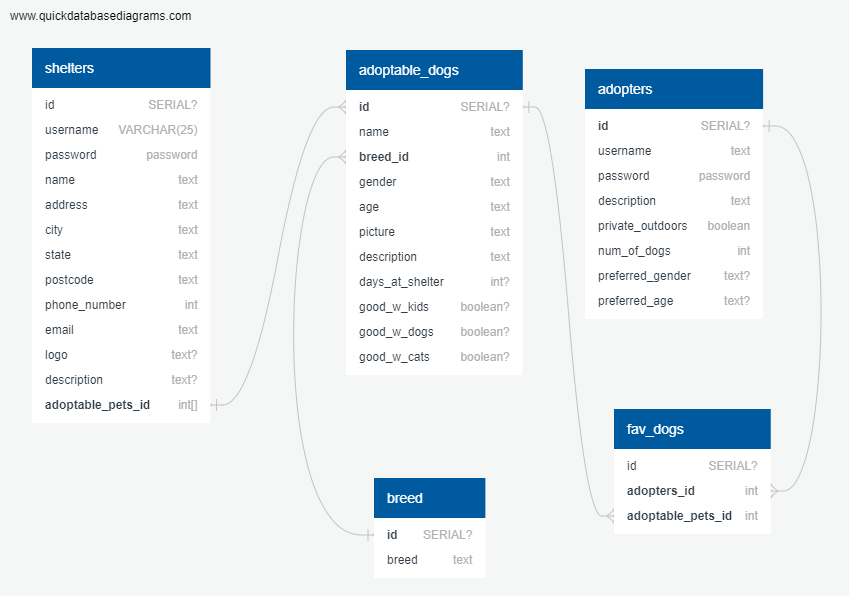 www.quickdatabasediagrams.com
shelters
id SERIAL?
username VARCHAR(25)
password password
name text
address text
city text
state text
postcode text
phone_number int
email text
logo text?
description text?
adoptable_pets_id int[]
adoptable_dogs
id SERIAL?
name text
breed_id int
gender text
age text
picture text
description text
days_at_shelter int?
good_w_kids boolean?
good_w_dogs boolean?
good_w_cats boolean?
adopters
id SERIAL?
username text
password password
description text
private_outdoors boolean
num_of_dogs int
preferred_gender text?
preferred_age text?
breed
id SERIAL?
breed text
fav_dogs
id SERIAL?
adopters_id int
adoptable_pets_id int